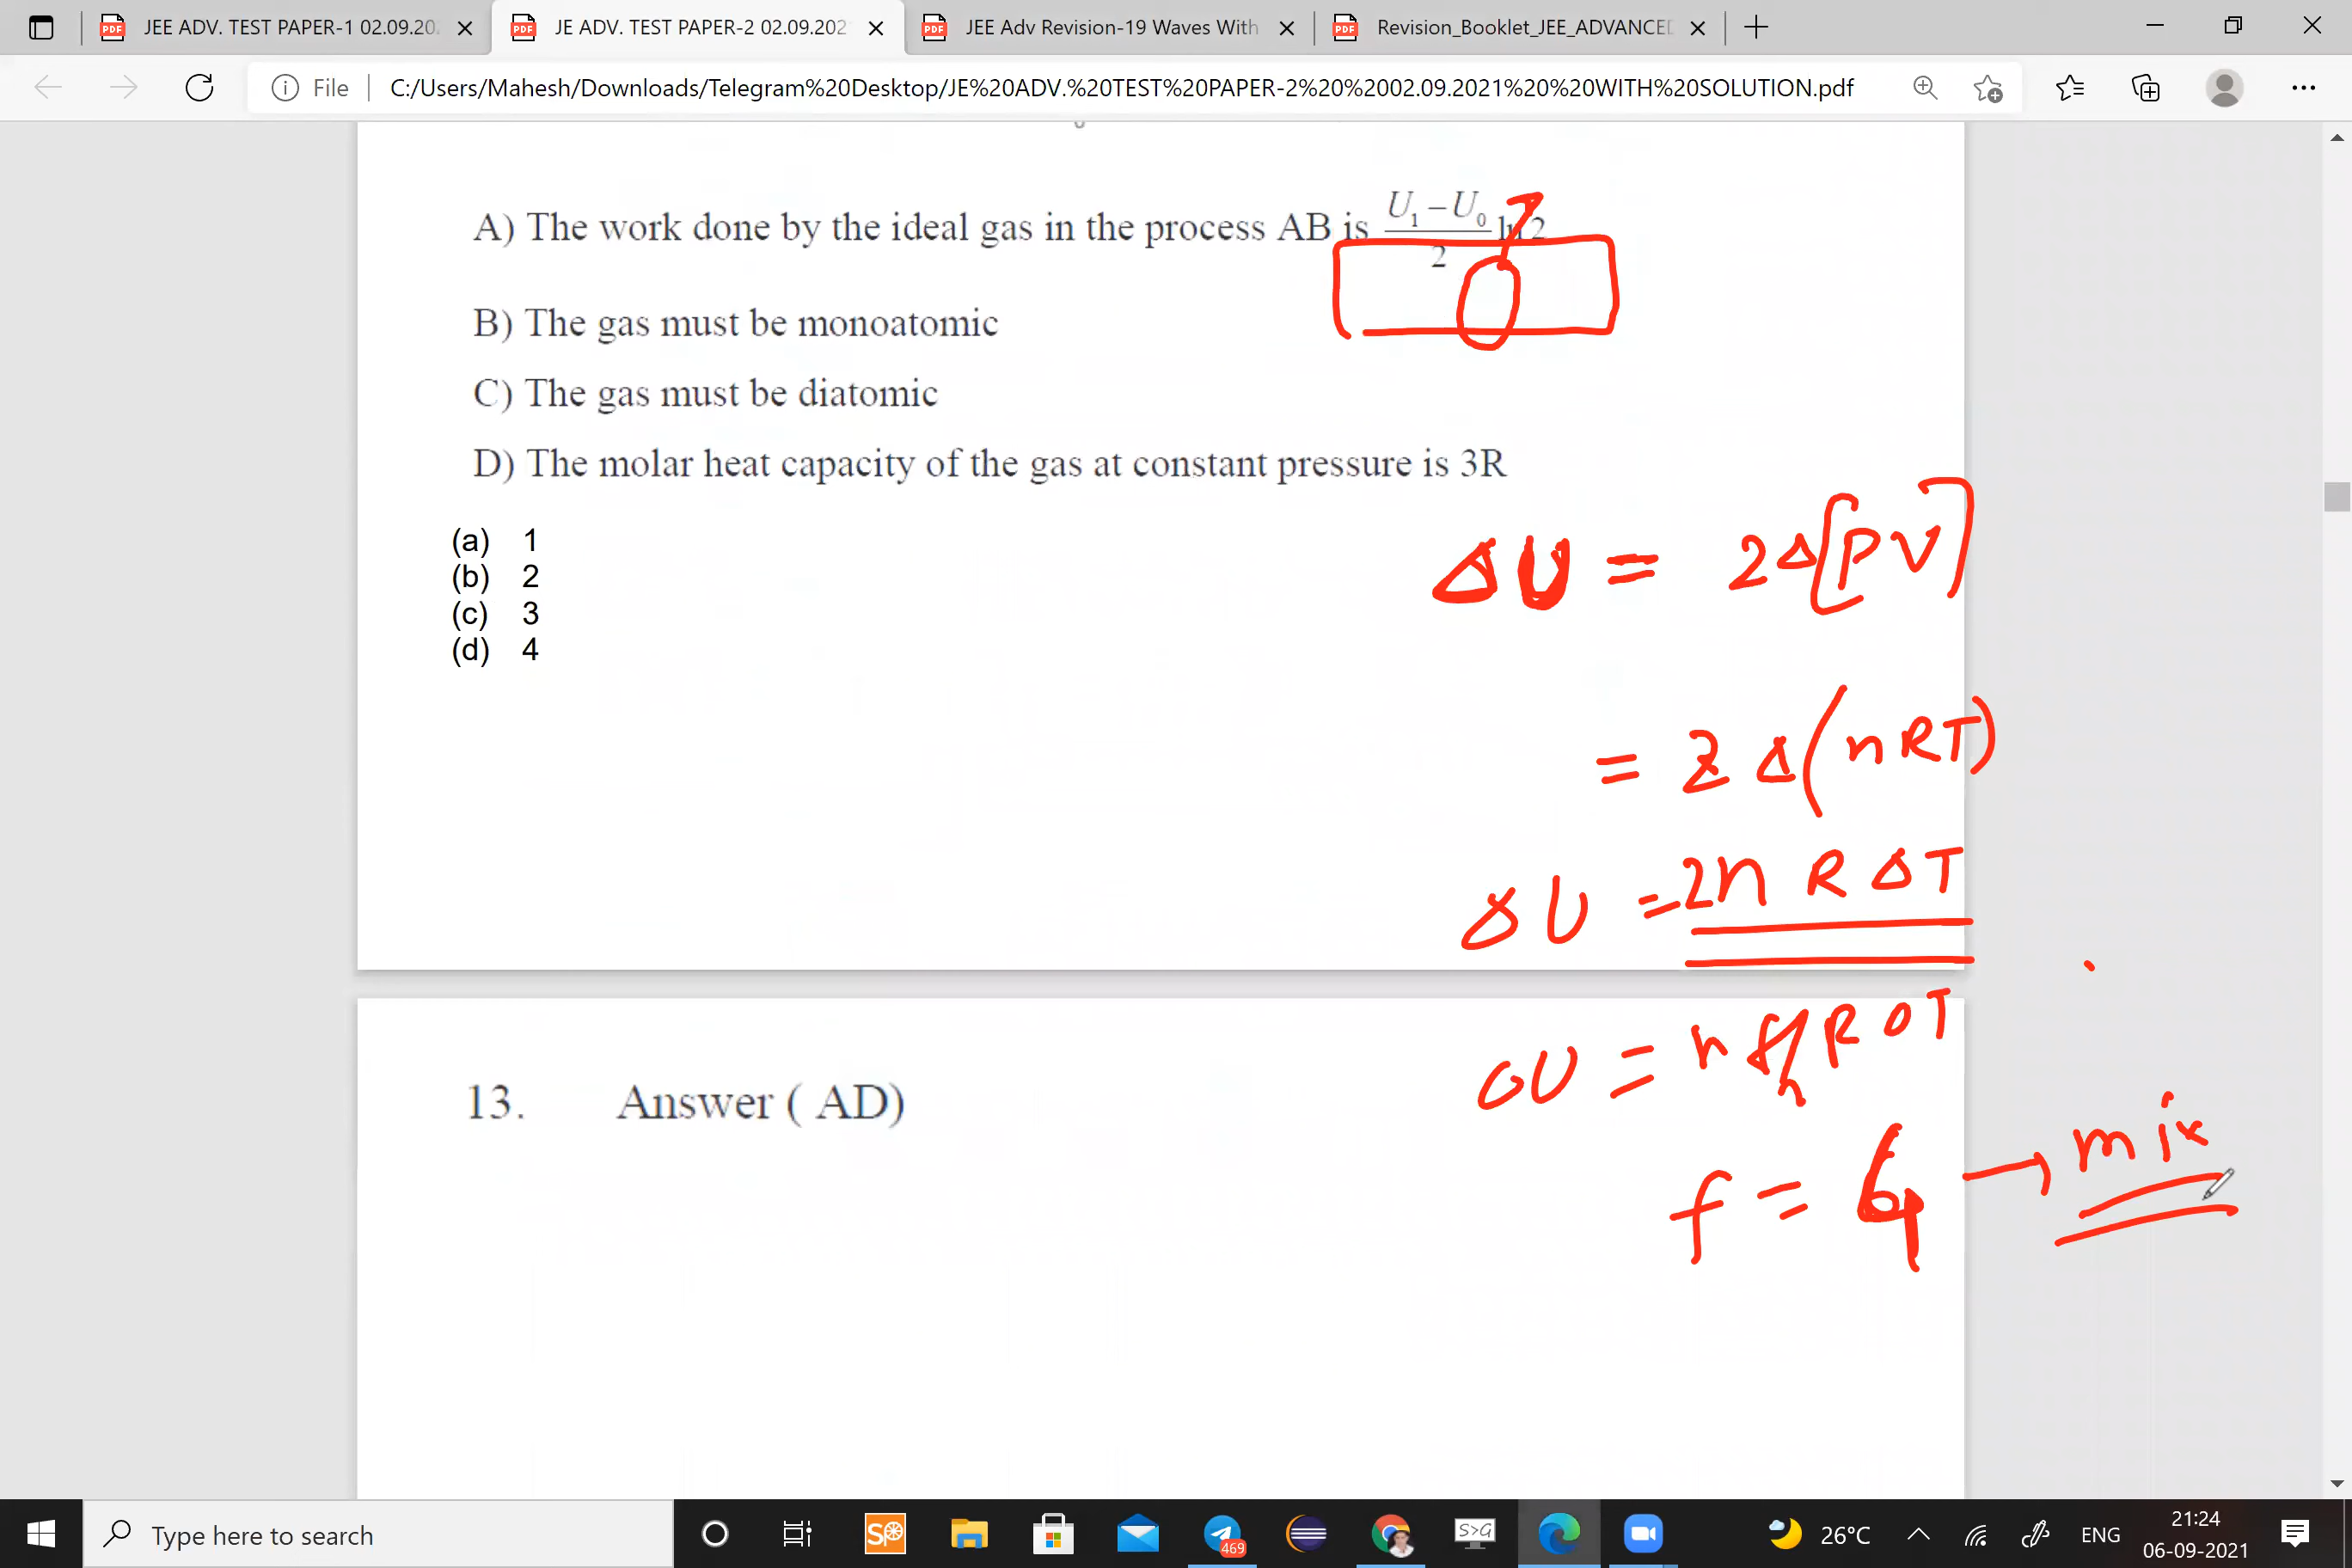 JEE ADV. TEST PAPER-1 02.09.20
JE ADV. TEST PAPER-2 02.09.202
JEE Adv Revision-19 Waves With
Revision_Booklet_JEE_ADVANCED
File
C:/Users/Mahesh/Downloads/Telegram%20Desktop/JE%20ADV.%20TEST%20PAPER-2%20%2002.09.2021%20%20WITH%20SOLUTION.pdf
A) The work done by the ideal gas in the process AB is (U₁ – U₀)/2 ln 2
B) The gas must be monoatomic
C) The gas must be diatomic
D) The molar heat capacity of the gas at constant pressure is 3R
(a) 1
(b) 2
(c) 3
(d) 4
ΔU = 2Δ[PV]
= 2Δ(nRT)
ΔU = 2nRΔT
13. Answer ( AD)
mix
Type here to search
SP
469
S>G
26°C
ENG
21:24
06-09-2021